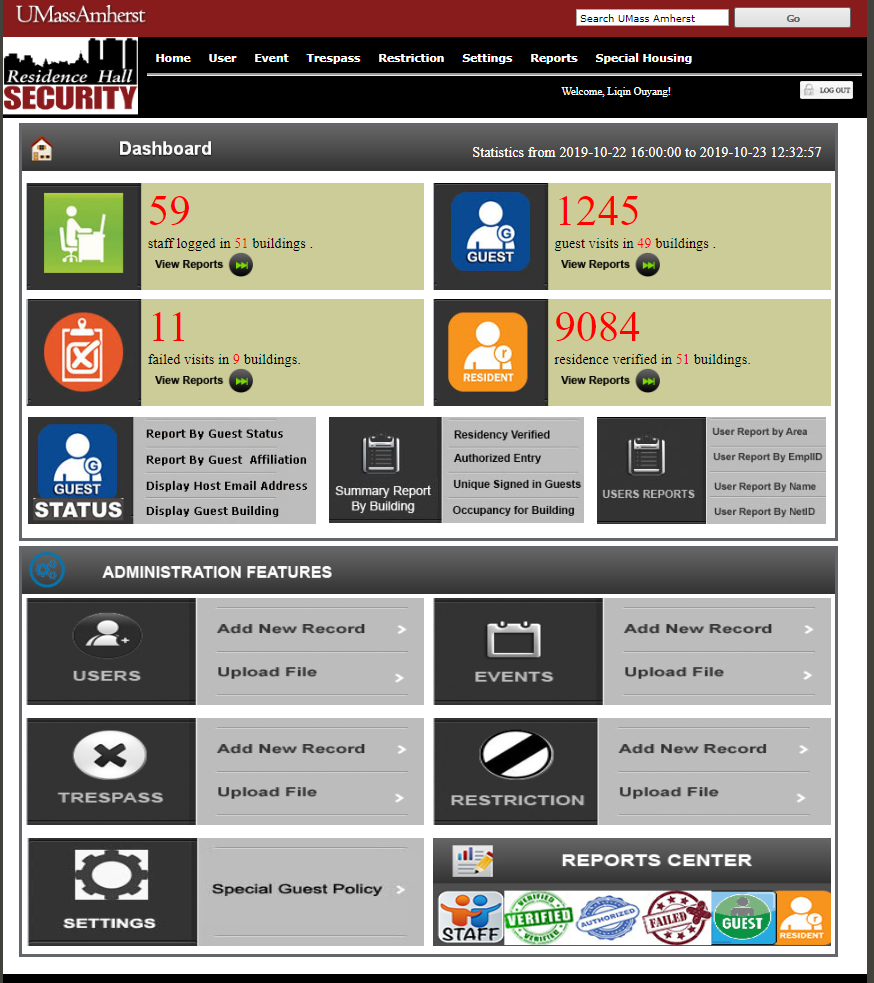 UMassAmherst
Search UMass Amherst
Go
Residence Hall
SECURITY
Home User Event Trespass Restriction Settings Reports Special Housing
Welcome, Liqin Ouyang!
LOG OUT
Dashboard
Statistics from 2019-10-22 16:00:00 to 2019-10-23 12:32:57
59
staff logged in 51 buildings .
View Reports
GUEST
1245
guest visits in 49 buildings .
View Reports
11
failed visits in 9 buildings.
View Reports
RESIDENT
9084
residence verified in 51 buildings.
View Reports
GUEST
STATUS
Report By Guest Status
Report By Guest Affiliation
Display Host Email Address
Display Guest Building
Summary Report
By Building
Residency Verified
Authorized Entry
Unique Signed in Guests
Occupancy for Building
USERS REPORTS
User Report by Area
User Report By EmplID
User Report By Name
User Report By NetID
ADMINISTRATION FEATURES
USERS
Add New Record
Upload File
EVENTS
Add New Record
Upload File
TRESPASS
Add New Record
Upload File
RESTRICTION
Add New Record
Upload File
SETTINGS
Special Guest Policy
REPORTS CENTER
STAFF
VERIFIED
VERIFIED
VERIFIED
AUTHORIZED
FAILED
GUEST
RESIDENT